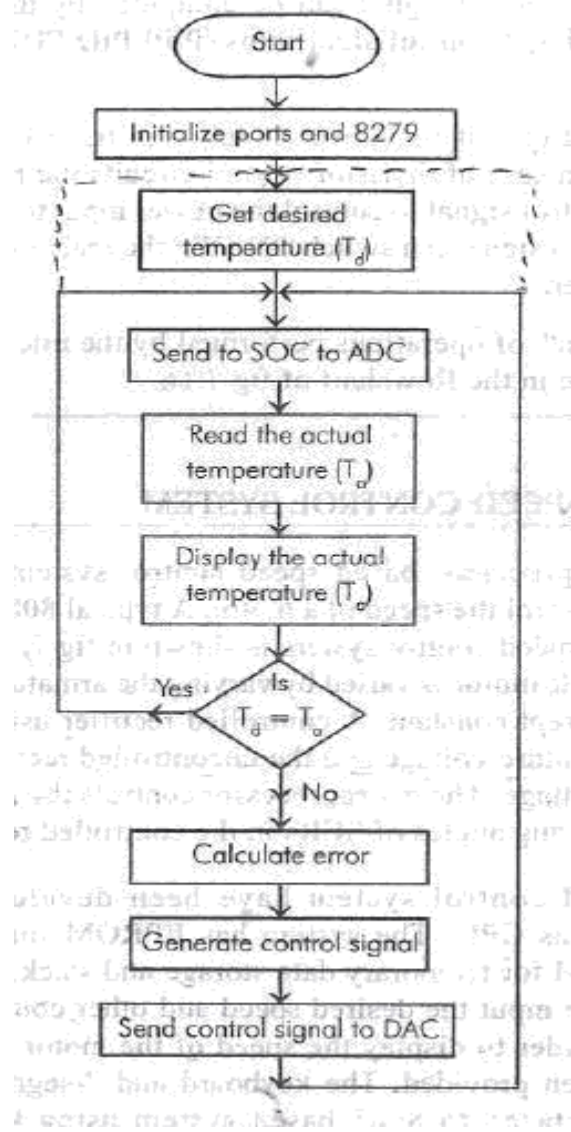 Start
Initialize ports and 8279
Get desired
temperature (T_d)
Send to SOC to ADC
Read the actual
temperature (T_a)
Display the actual
temperature (T_a)
Is
Yes
T_d = T_a
No
Calculate error
Generate control signal
Send control signal to DAC